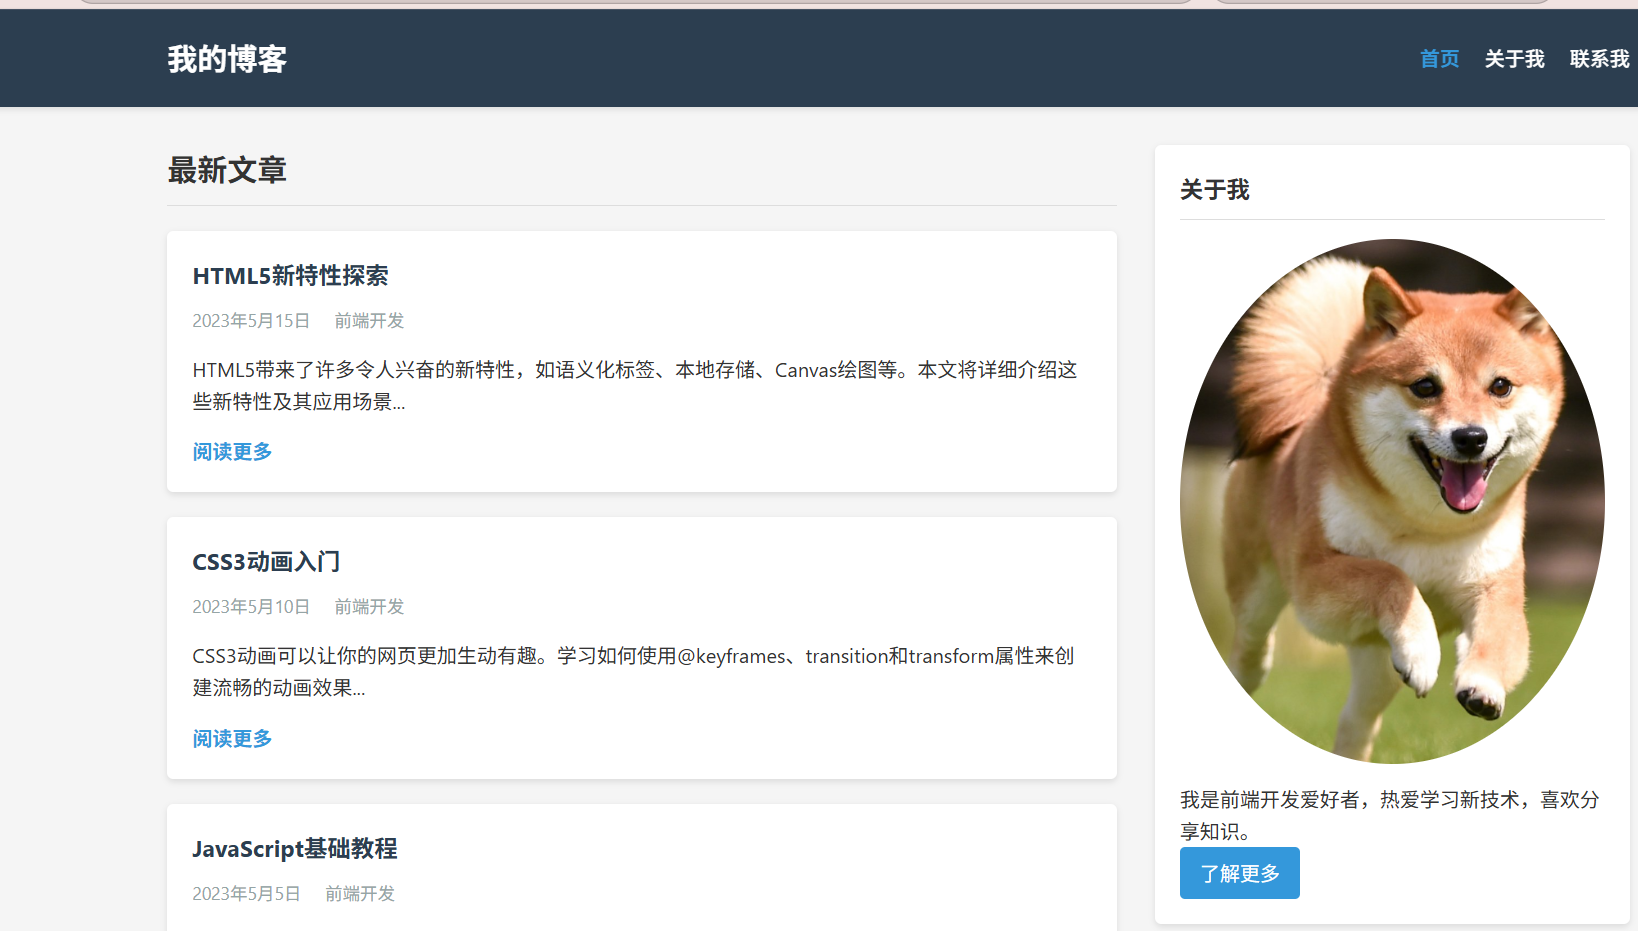 我的博客
首页 关于我 联系我
最新文章
HTML5新特性探索
2023年5月15日 前端开发
HTML5带来了许多令人兴奋的新特性，如语义化标签、本地存储、Canvas绘图等。本文将详细介绍这
些新特性及其应用场景...
阅读更多
CSS3动画入门
2023年5月10日 前端开发
CSS3动画可以让你的网页更加生动有趣。学习如何使用@keyframes、transition和transform属性来创
建流畅的动画效果...
阅读更多
JavaScript基础教程
2023年5月5日 前端开发
关于我
我是前端开发爱好者，热爱学习新技术，喜欢分
享知识。
了解更多